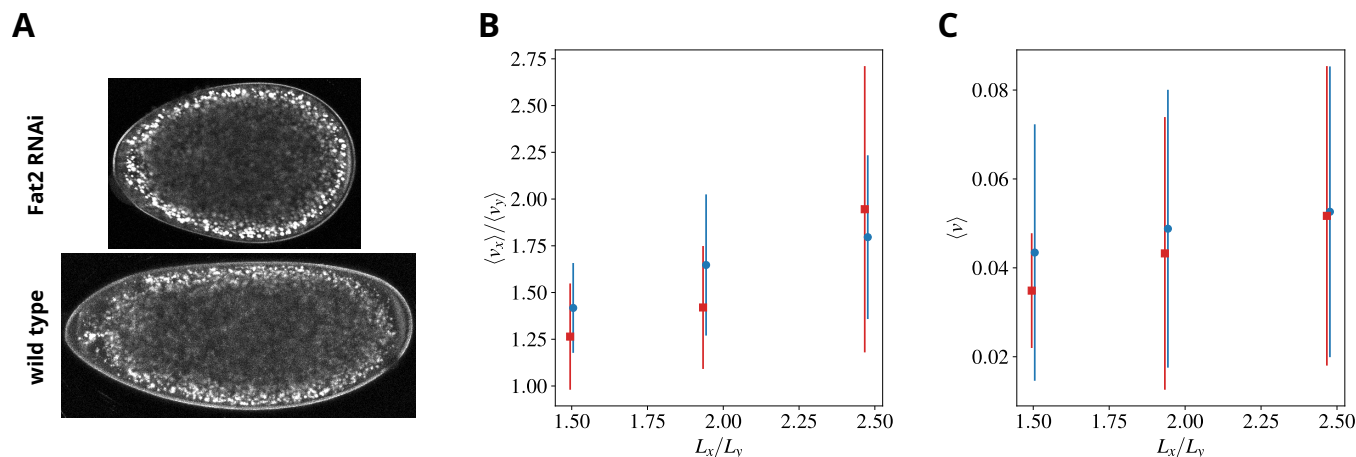 A
B
C
Fat2 RNAi
wild type
2.75
2.50
2.25
2.00
1.75
1.50
1.25
1.00
⟨v_x⟩/⟨v_y⟩
1.50 1.75 2.00 2.25 2.50
L_x/L_y
0.08
0.06
0.04
0.02
⟨v⟩
1.50 1.75 2.00 2.25 2.50
L_x/L_y